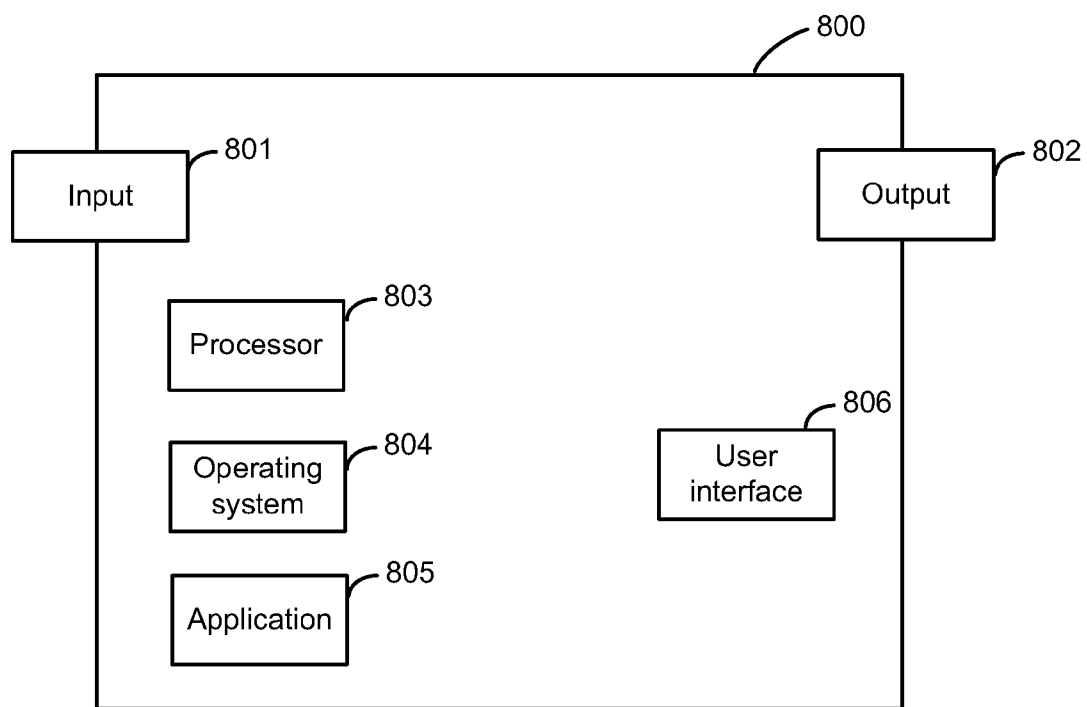 800
801
Input
802
Output
803
Processor
804
Operating
system
806
User
interface
805
Application